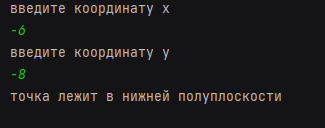 введите координату x
-6
введите координату y
-8
точка лежит в нижней полуплоскости